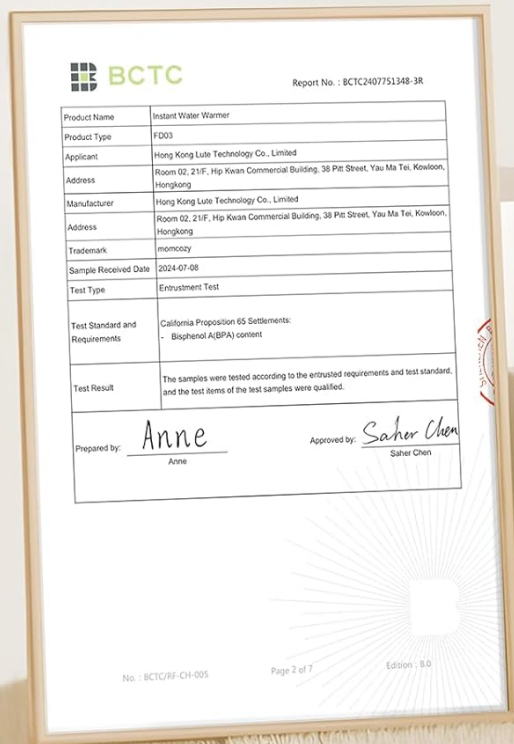 BCTC
Report No. : BCTC2407751348-3R
Product Name Instant Water Warmer
Product Type FD03
Applicant Hong Kong Lute Technology Co., Limited
Address Room 02, 21/F, Hip Kwan Commercial Building, 38 Pitt Street, Yau Ma Tei, Kowloon,
Hongkong
Manufacturer Hong Kong Lute Technology Co., Limited
Address Room 02, 21/F, Hip Kwan Commercial Building, 38 Pitt Street, Yau Ma Tei, Kowloon,
Hongkong
Trademark momcozy
Sample Received Date 2024-07-08
Test Type Entrustment Test
Test Standard and
Requirements
California Proposition 65 Settlements:
- Bisphenol A(BPA) content
Test Result
The samples were tested according to the entrusted requirements and test standard,
and the test items of the test samples were qualified.
Prepared by: Anne
Anne
Approved by: Saher Chen
Saher Chen
No. : BCTC/RF-CH-005
Page 2 of 7
Edition : B.0